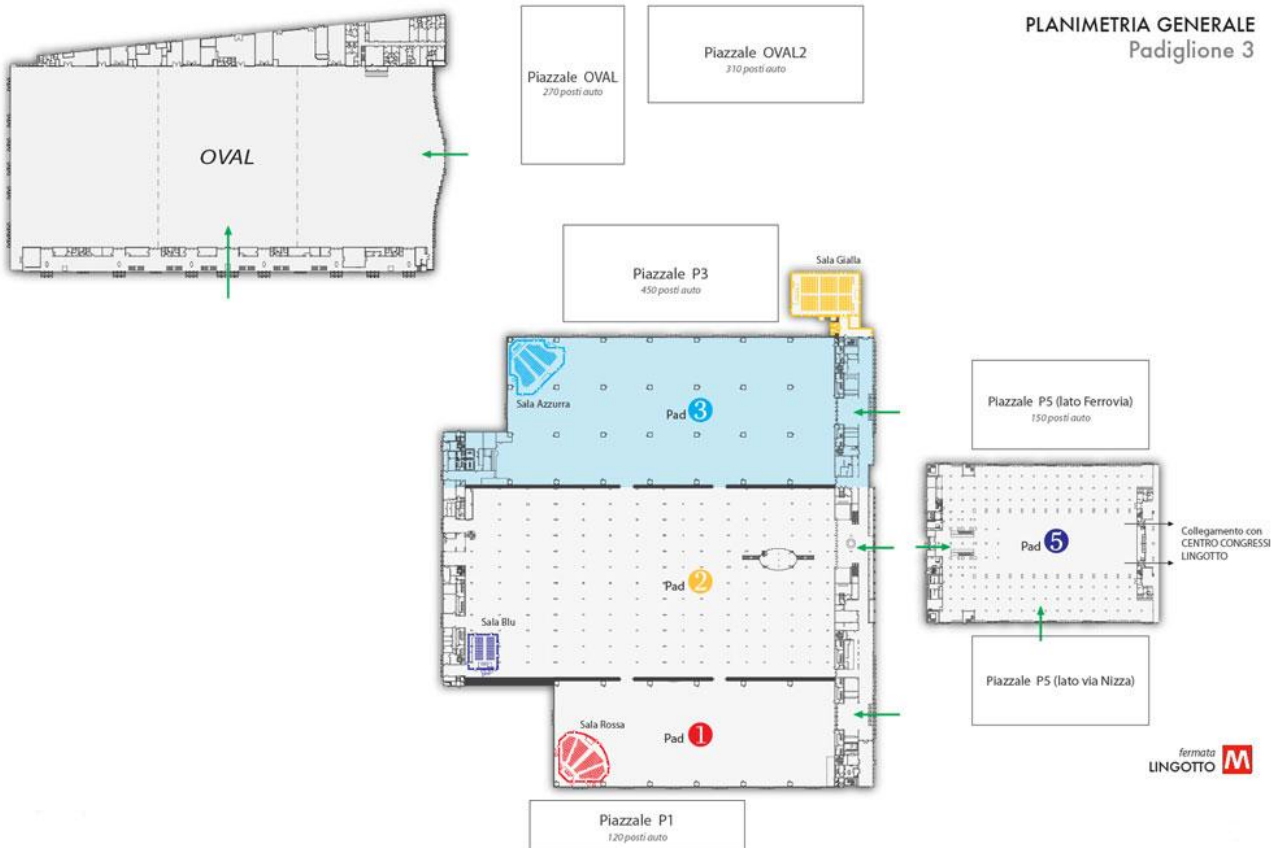 PLANIMETRIA GENERALE
Padiglione 3
Piazzale OVAL
270 posti auto
Piazzale OVAL2
310 posti auto
OVAL
Piazzale P3
450 posti auto
Sala Gialla
Sala Azzurra
Pad 3
Piazzale P5 (lato Ferrovia)
150 posti auto
Pad 5
Collegamento con
CENTRO CONGRESSI
LINGOTTO
Pad 2
Sala Blu
Piazzale P5 (lato via Nizza)
Sala Rossa
Pad 1
fermata
LINGOTTO M
Piazzale P1
120 posti auto